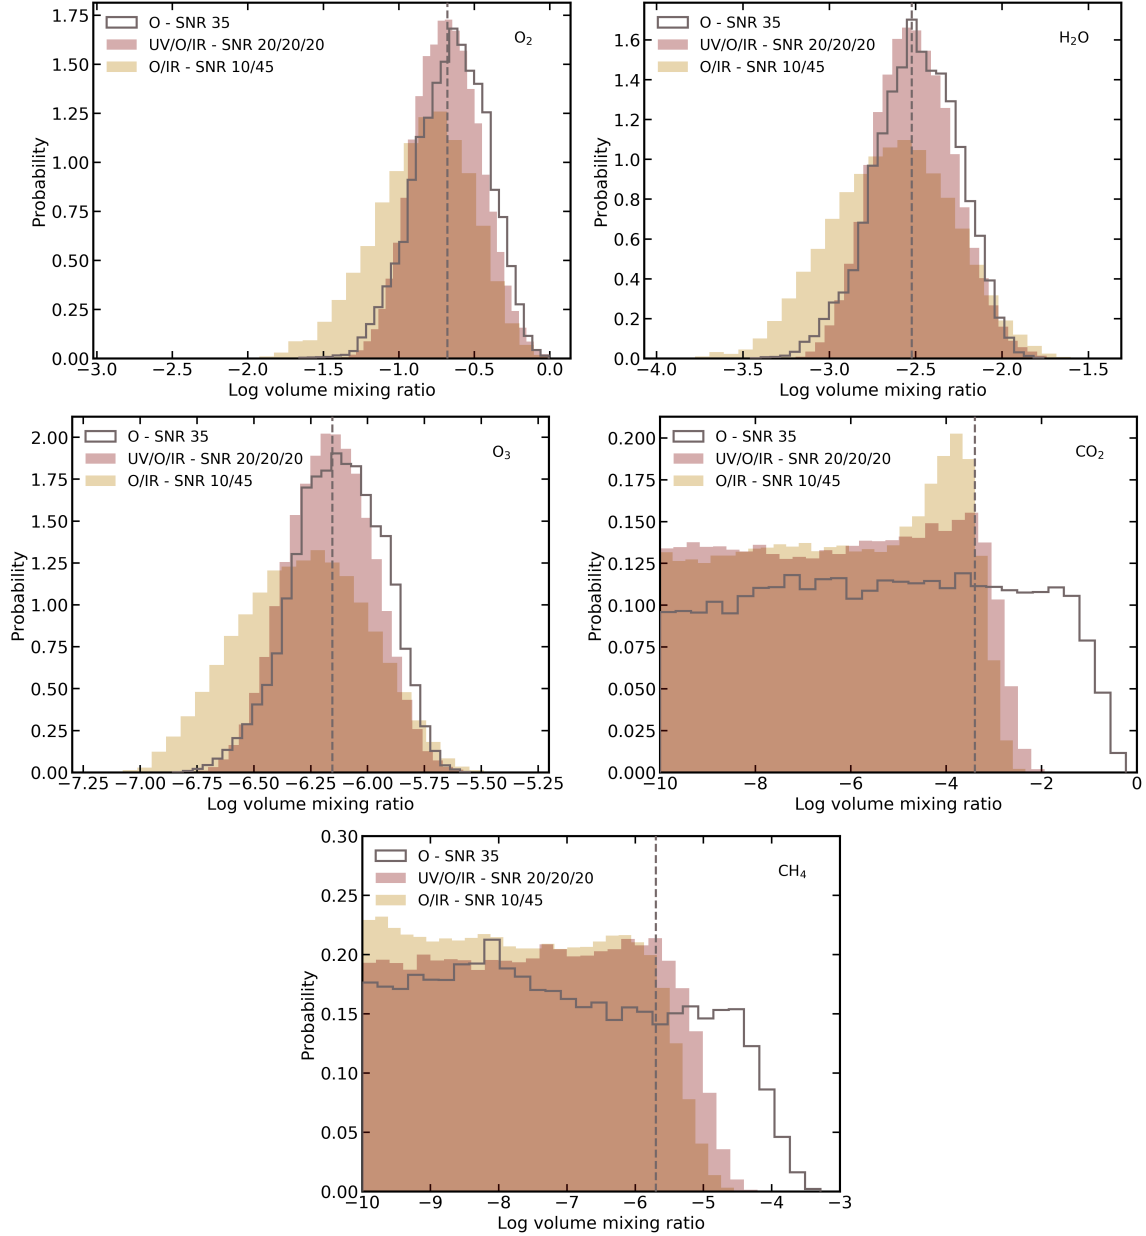 1.75
1.50
1.25
1.00
0.75
0.50
0.25
0.00
Probability
O - SNR 35
UV/O/IR - SNR 20/20/20
O/IR - SNR 10/45
O₂
−3.0 −2.5 −2.0 −1.5 −1.0 −0.5 0.0
Log volume mixing ratio
1.6
1.4
1.2
1.0
0.8
0.6
0.4
0.2
0.0
Probability
O - SNR 35
UV/O/IR - SNR 20/20/20
O/IR - SNR 10/45
H₂O
−4.0 −3.5 −3.0 −2.5 −2.0 −1.5
Log volume mixing ratio
2.00
1.75
1.50
1.25
1.00
0.75
0.50
0.25
0.00
Probability
O - SNR 35
UV/O/IR - SNR 20/20/20
O/IR - SNR 10/45
O₃
−7.25 −7.00 −6.75 −6.50 −6.25 −6.00 −5.75 −5.50 −5.25
Log volume mixing ratio
0.200
0.175
0.150
0.125
0.100
0.075
0.050
0.025
0.000
Probability
O - SNR 35
UV/O/IR - SNR 20/20/20
O/IR - SNR 10/45
CO₂
−10 −8 −6 −4 −2 0
Log volume mixing ratio
0.30
0.25
0.20
0.15
0.10
0.05
0.00
Probability
O - SNR 35
UV/O/IR - SNR 20/20/20
O/IR - SNR 10/45
CH₄
−10 −9 −8 −7 −6 −5 −4 −3
Log volume mixing ratio